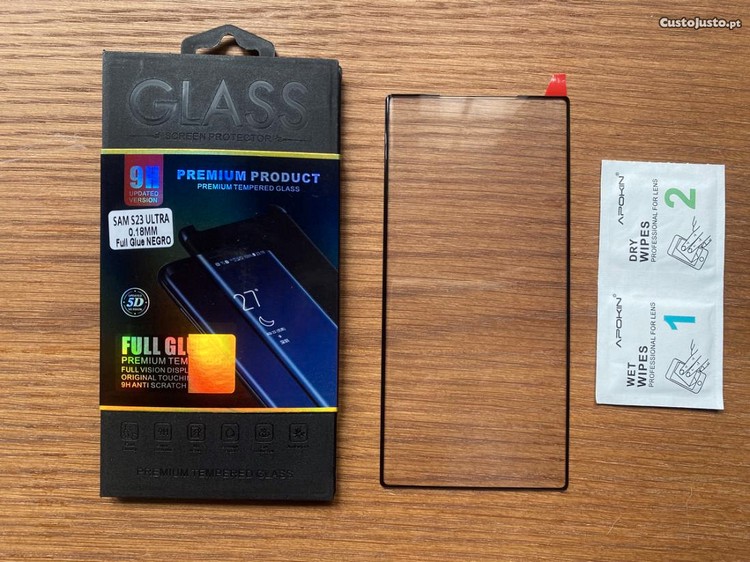 CustoJusto.pt
GLASS
SCREEN PROTECTOR
9H
UPDATED
VERSION
PREMIUM PRODUCT
PREMIUM TEMPERED GLASS
SAM S23 ULTRA
0.18MM
Full Glue NEGRO
27°
5D
FULL GL
PREMIUM TEM
FULL VISION DISPL
ORIGINAL TOUCHI
9H ANTI SCRATCH
PREMIUM TEMPERED GLASS
APOKIN
DRY
WIPES
PROFESSIONAL FOR LENS
2
APOKIN
WET
WIPES
PROFESSIONAL FOR LENS
1